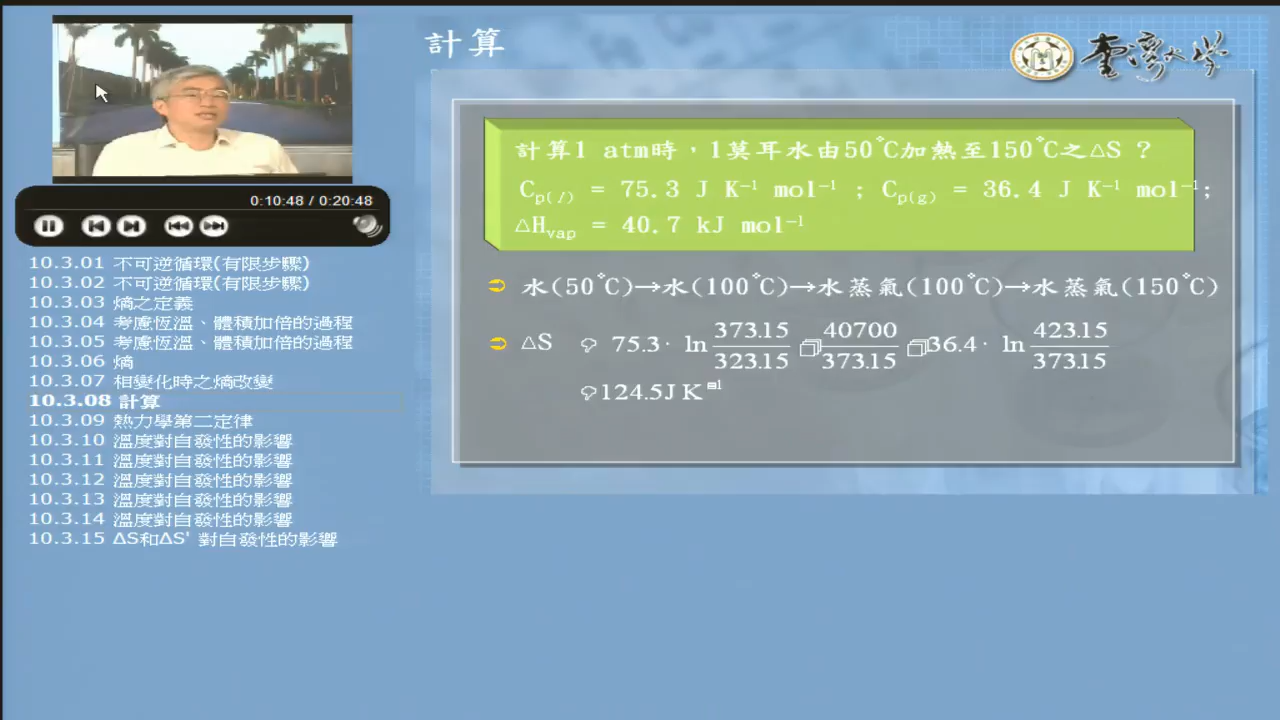 計算
臺灣大學
0:10:48 / 0:20:48
10.3.01 不可逆循環(有限步驟)
10.3.02 不可逆循環(有限步驟)
10.3.03 熵之定義
10.3.04 考慮恆溫、體積加倍的過程
10.3.05 考慮恆溫、體積加倍的過程
10.3.06 熵
10.3.07 相變化時之熵改變
10.3.08 計算
10.3.09 熱力學第二定律
10.3.10 溫度對自發性的影響
10.3.11 溫度對自發性的影響
10.3.12 溫度對自發性的影響
10.3.13 溫度對自發性的影響
10.3.14 溫度對自發性的影響
10.3.15 ΔS和ΔS' 對自發性的影響
計算1 atm時，1莫耳水由50°C加熱至150°C之△S ？
Cp(l) = 75.3 J K⁻¹ mol⁻¹ ; Cp(g) = 36.4 J K⁻¹ mol⁻¹;
△Hvap = 40.7 kJ mol⁻¹
水(50°C)→水(100°C)→水蒸氣(100°C)→水蒸氣(150°C)
△S 75.3· ln 373.15/323.15 40700/373.15 36.4· ln 423.15/373.15
124.5J K⁻¹